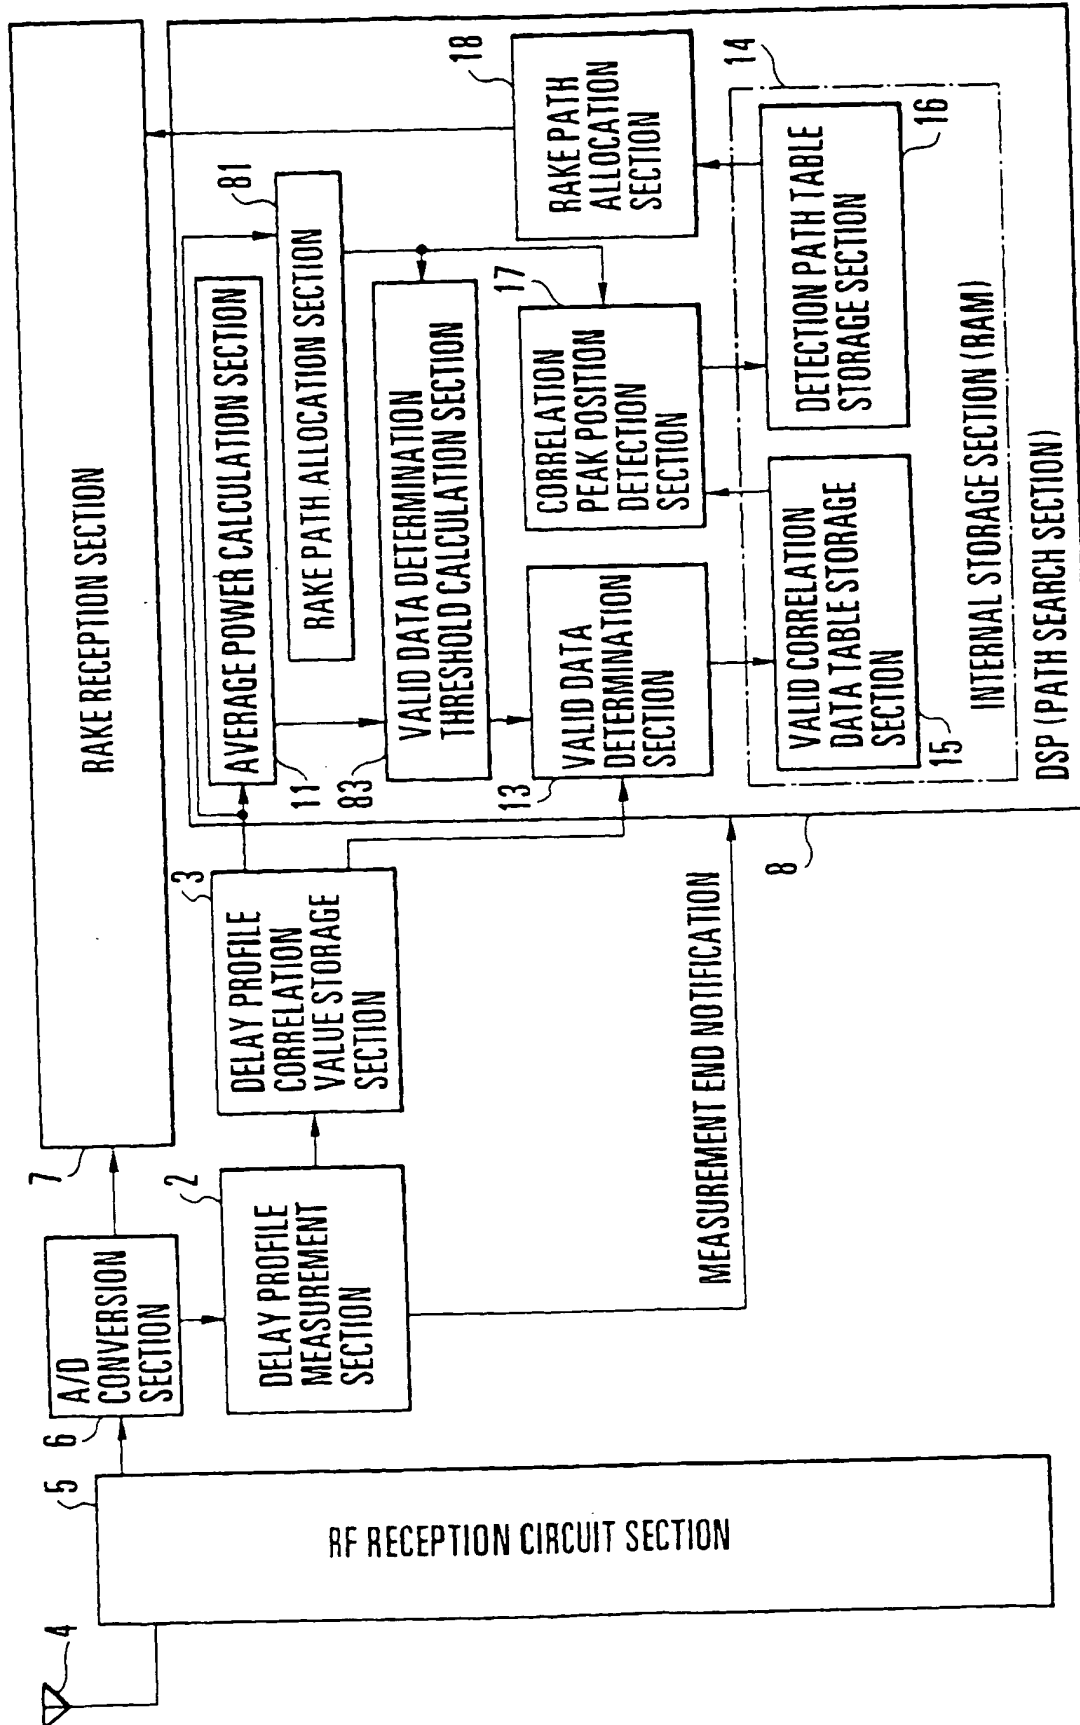 4
5
RF RECEPTION CIRCUIT SECTION
6
A/D
CONVERSION
SECTION
7
RAKE RECEPTION SECTION
2
DELAY PROFILE
MEASUREMENT
SECTION
3
DELAY PROFILE
CORRELATION
VALUE STORAGE
SECTION
MEASUREMENT END NOTIFICATION
8
AVERAGE POWER CALCULATION SECTION
11
81
RAKE PATH ALLOCATION SECTION
83
VALID DATA DETERMINATION
THRESHOLD CALCULATION SECTION
13
VALID DATA
DETERMINATION
SECTION
17
CORRELATION
PEAK POSITION
DETECTION
SECTION
18
RAKE PATH
ALLOCATION
SECTION
14
VALID CORRELATION
DATA TABLE STORAGE
SECTION
15
DETECTION PATH TABLE
STORAGE SECTION
16
INTERNAL STORAGE SECTION (RAM)
DSP (PATH SEARCH SECTION)